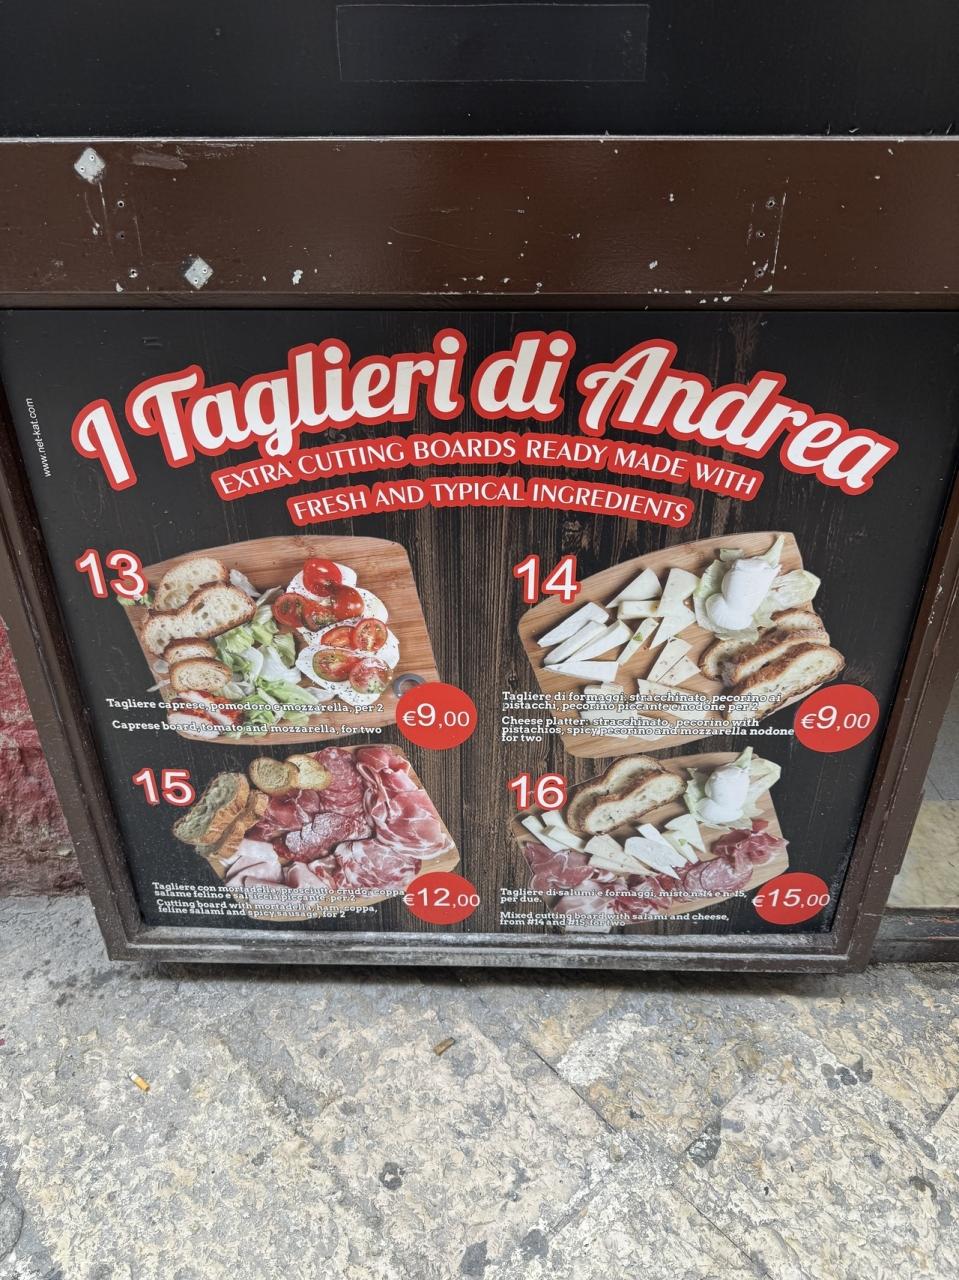 I Taglieri di Andrea
EXTRA CUTTING BOARDS READY MADE WITH
FRESH AND TYPICAL INGREDIENTS
www.net-kat.com
13
Tagliere caprese, pomodoro e mozzarella, per 2
Caprese board, tomato and mozzarella, for two
€9,00
14
Tagliere di formaggi: stracchinato, pecorino ai
pistacchi, pecorino piccante e nodone per 2
Cheese platter: stracchinato, pecorino with
pistachios, spicy pecorino and mozzarella nodone
for two
€9,00
15
Tagliere con mortadella, prosciutto crudo, coppa
salame felino e salsiccia piccante, per 2
Cutting board with mortadella, ham, coppa,
feline salami and spicy sausage, for 2
€12,00
16
Tagliere di salumi e formaggi, misto n.14 e n.15,
per due.
Mixed cutting board with salami and cheese,
from #14 and #15, for two
€15,00